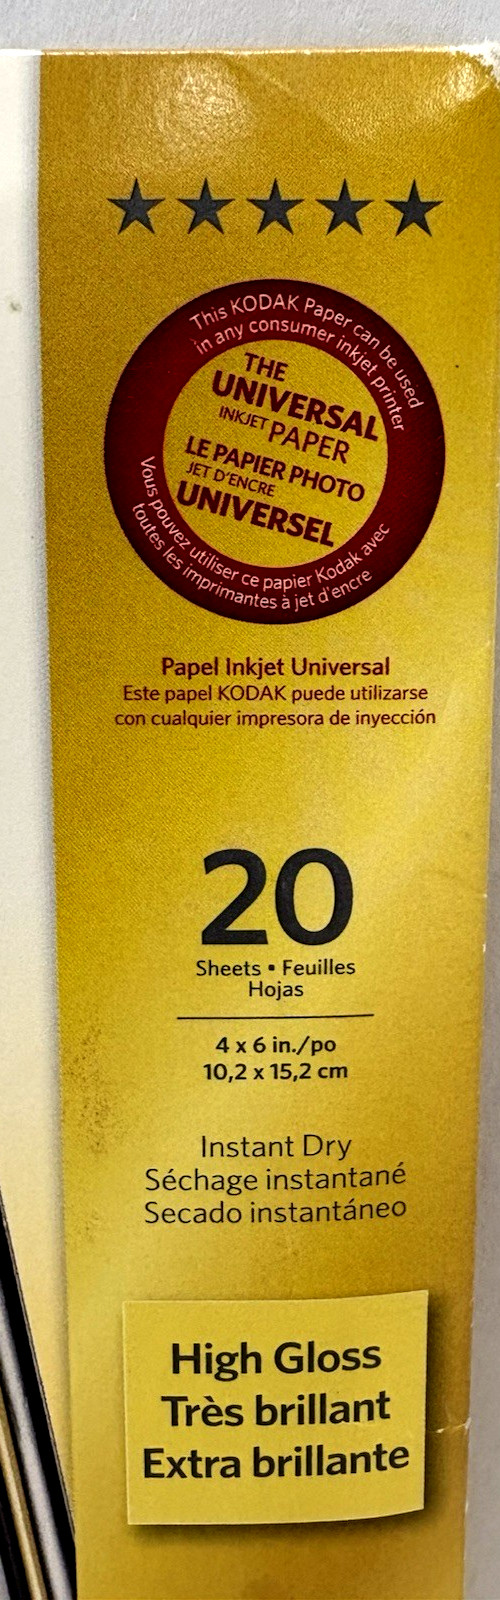 This KODAK Paper can be used
in any consumer inkjet printer
THE
UNIVERSAL
INKJET PAPER
LE PAPIER PHOTO
JET D'ENCRE
UNIVERSEL
Vous pouvez utiliser ce papier Kodak avec
toutes les imprimantes à jet d'encre
Papel Inkjet Universal
Este papel KODAK puede utilizarse
con cualquier impresora de inyección
20
Sheets ▪ Feuilles
Hojas
4 x 6 in./po
10,2 x 15,2 cm
Instant Dry
Séchage instantané
Secado instantáneo
High Gloss
Très brillant
Extra brillante